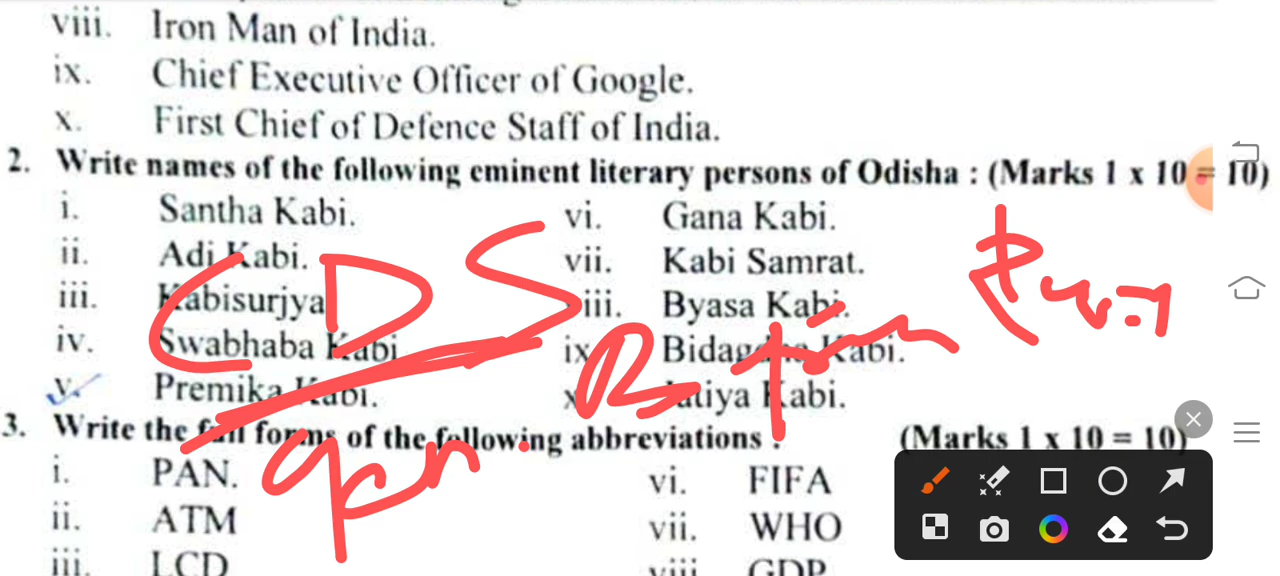 viii. Iron Man of India.
ix. Chief Executive Officer of Google.
x. First Chief of Defence Staff of India.
2. Write names of the following eminent literary persons of Odisha : (Marks 1 x 10 = 10)
i. Santha Kabi. vi. Gana Kabi.
ii. Adi Kabi. vii. Kabi Samrat.
iii. Kabisurjya iii. Byasa Kabi.
iv. Swabhaba Kabi ix Bidagdha Kabi.
v. Premika Kabi. x Jatiya Kabi.
CDS
3. Write the full forms of the following abbreviations : (Marks 1 x 10 = 10)
i. PAN. vi. FIFA
ii. ATM vii. WHO
iii. LCD viii GDP